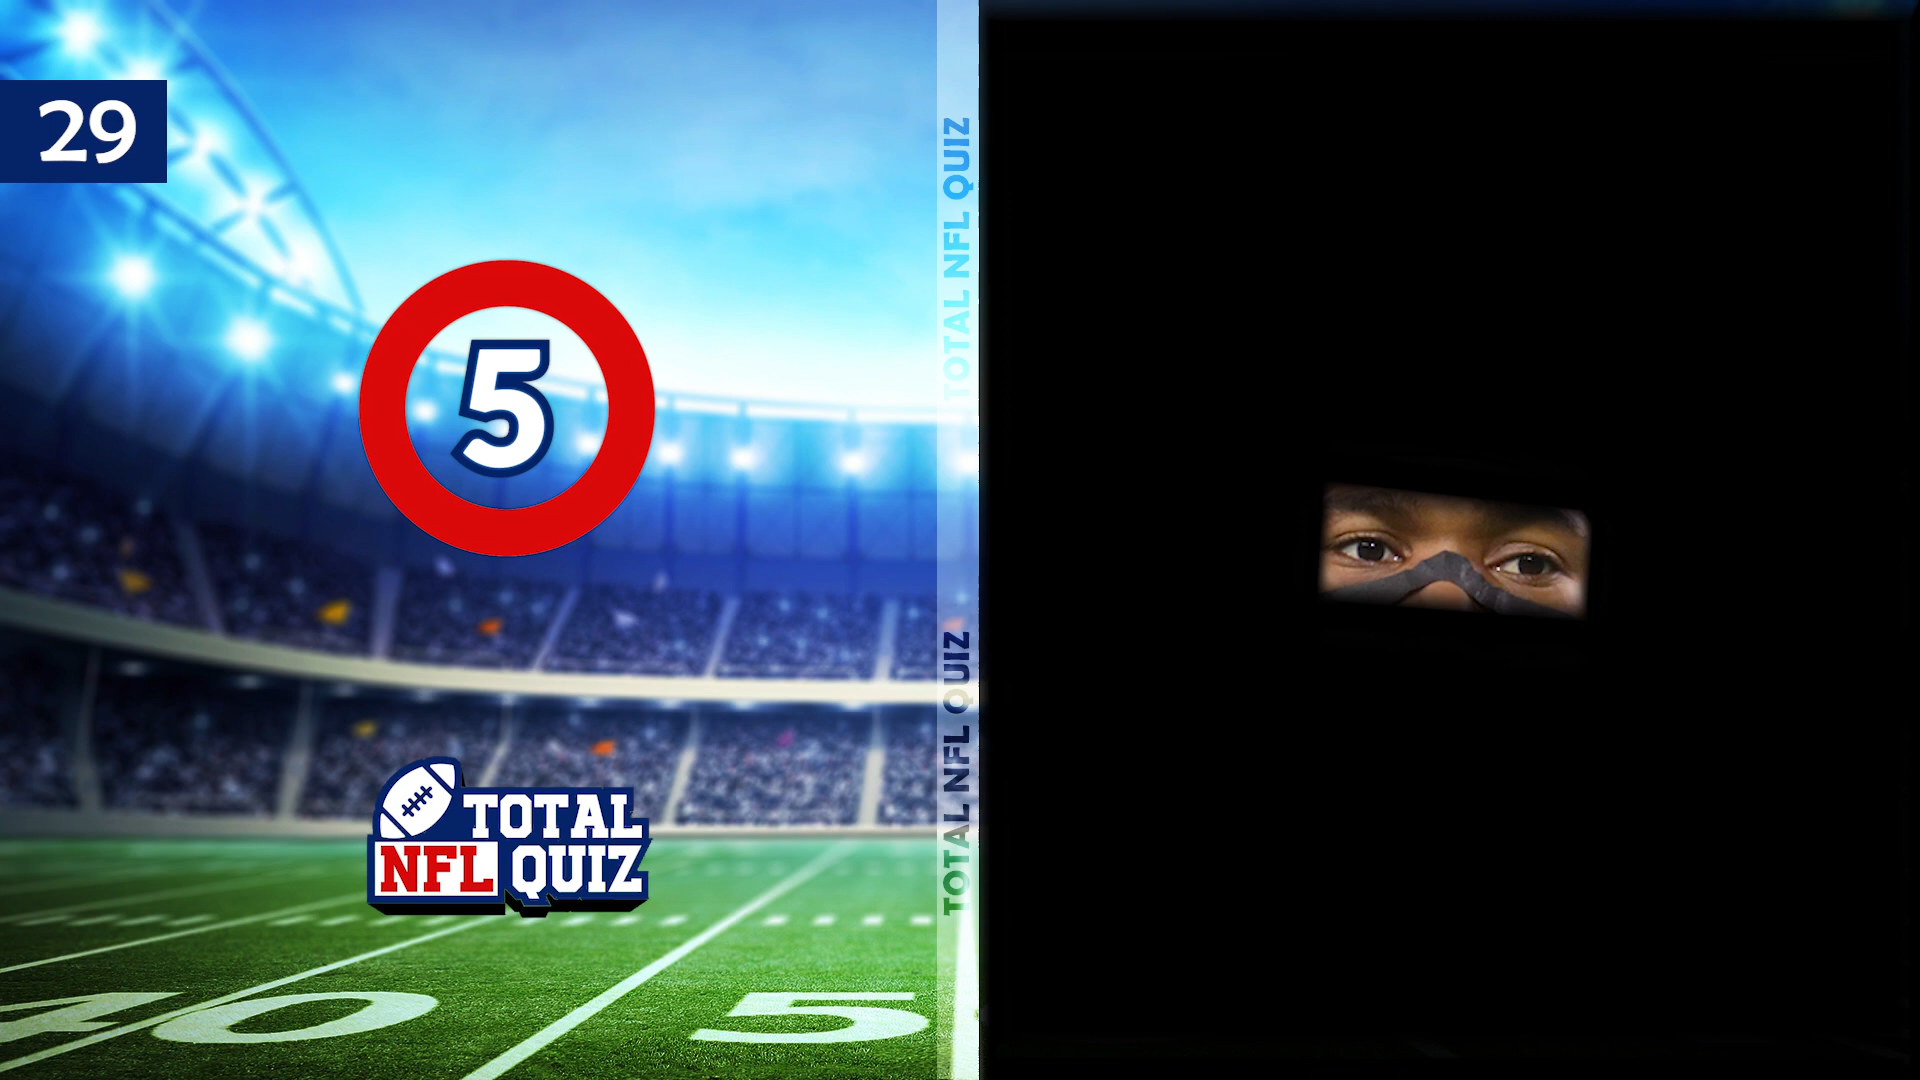 29
5
TOTAL
NFL QUIZ
TOTAL NFL QUIZ
TOTAL NFL QUIZ
40
5